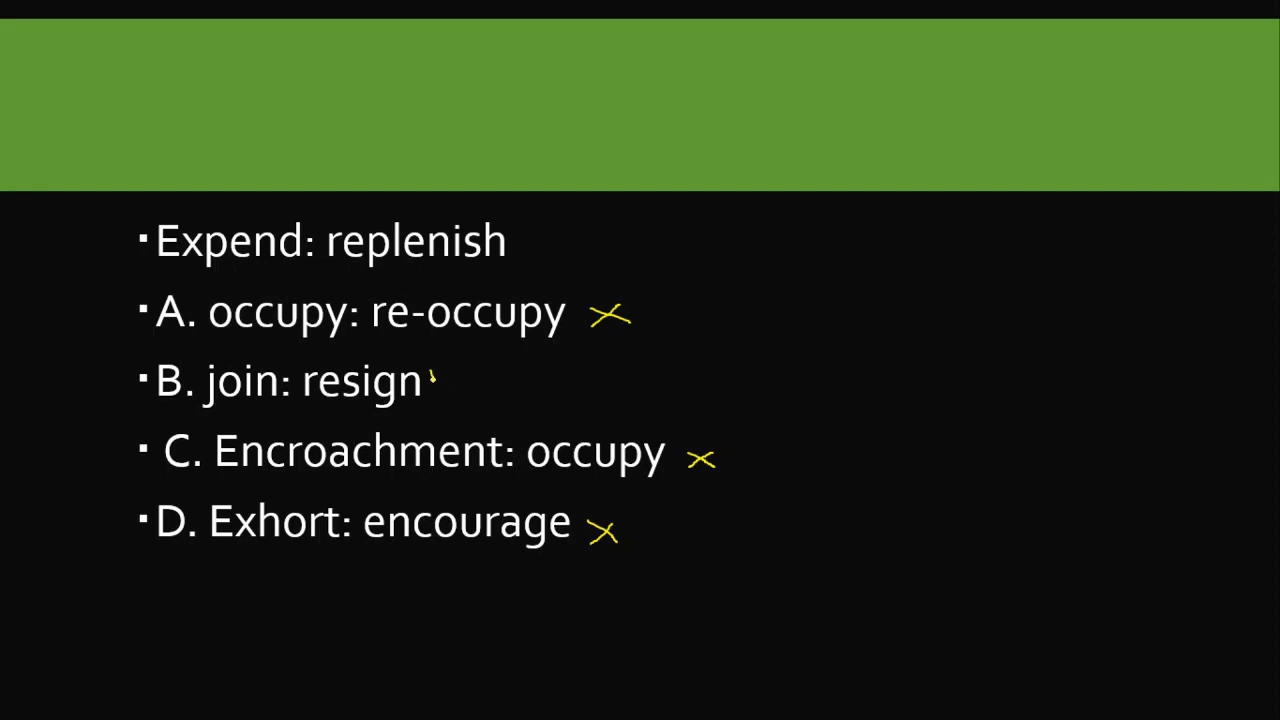 ▪Expend: replenish
▪A. occupy: re-occupy
▪B. join: resign
▪C. Encroachment: occupy
▪D. Exhort: encourage